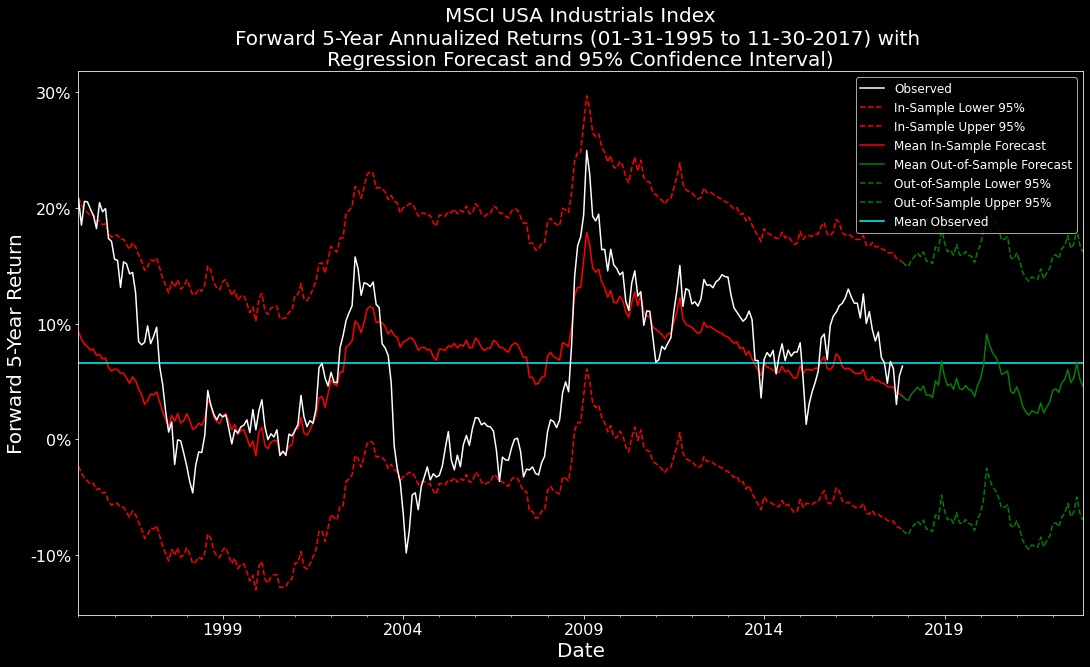 MSCI USA Industrials Index
Forward 5-Year Annualized Returns (01-31-1995 to 11-30-2017) with
Regression Forecast and 95% Confidence Interval)
Forward 5-Year Return
30%
20%
10%
0%
-10%
Observed
In-Sample Lower 95%
In-Sample Upper 95%
Mean In-Sample Forecast
Mean Out-of-Sample Forecast
Out-of-Sample Lower 95%
Out-of-Sample Upper 95%
Mean Observed
1999 2004 2009 2014 2019
Date